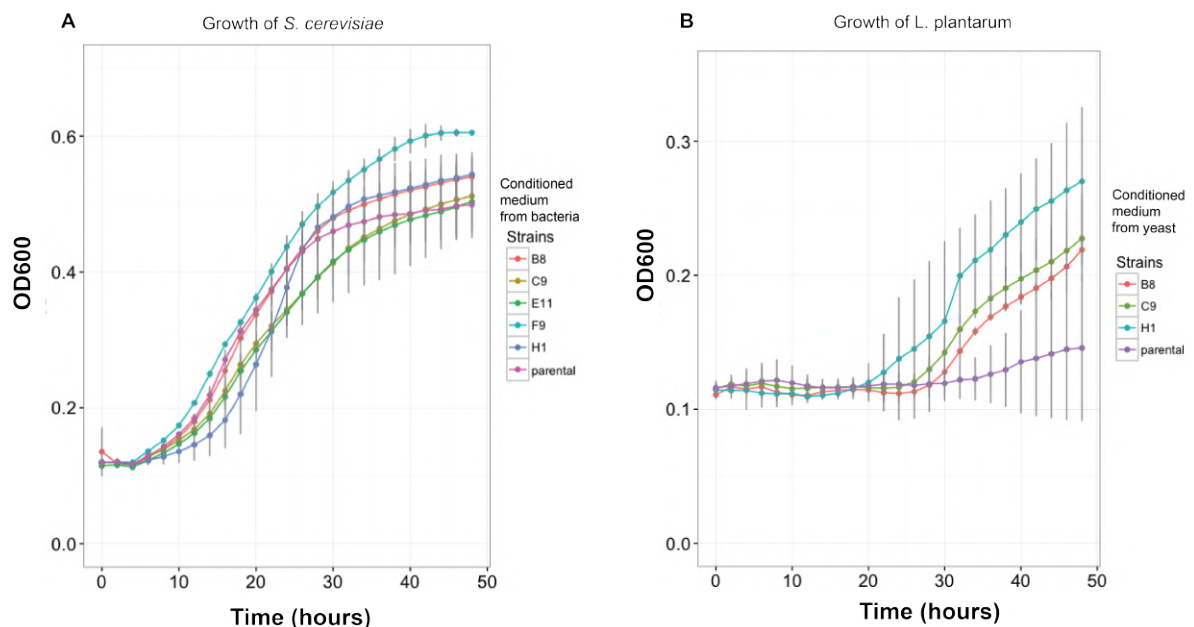 A
Growth of S. cerevisiae
0.6
0.4
0.2
0.0
OD600
0
10
20
30
40
50
Time (hours)
Conditioned
medium
from bacteria
Strains
B8
C9
E11
F9
H1
parental
B
Growth of L. plantarum
0.3
0.2
0.1
0.0
OD600
0
10
20
30
40
50
Time (hours)
Conditioned
medium
from yeast
Strains
B8
C9
H1
parental